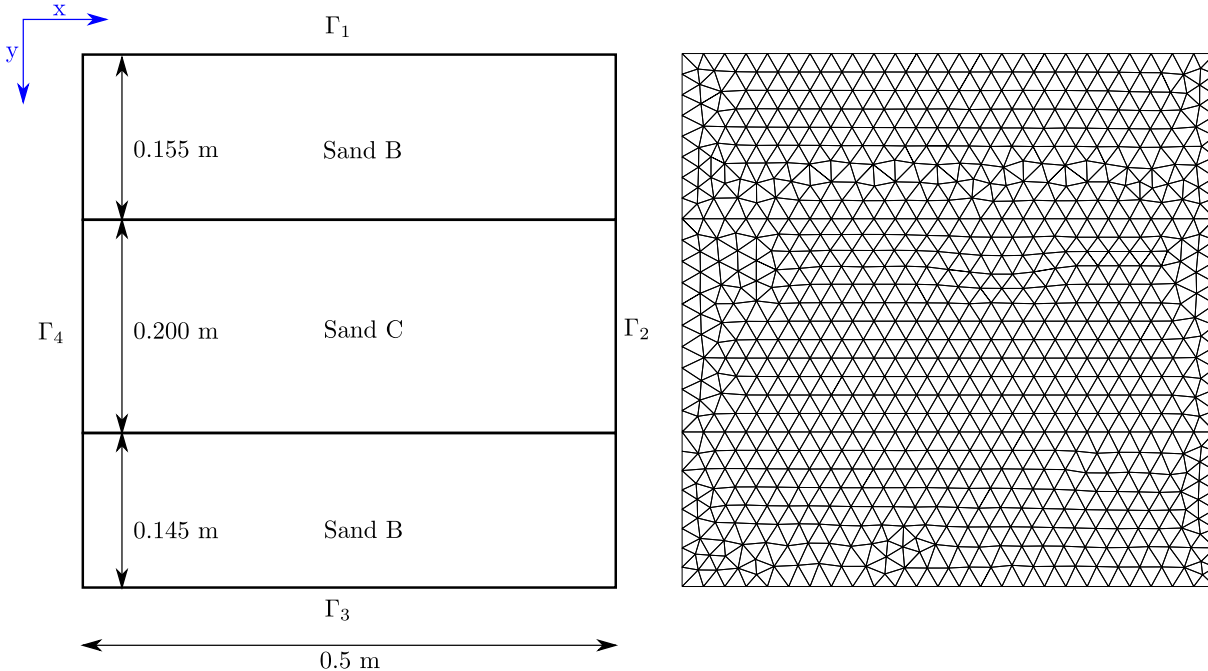 x
Γ1
y
0.155 m
Sand B
Γ4
0.200 m
Sand C
Γ2
0.145 m
Sand B
Γ3
0.5 m